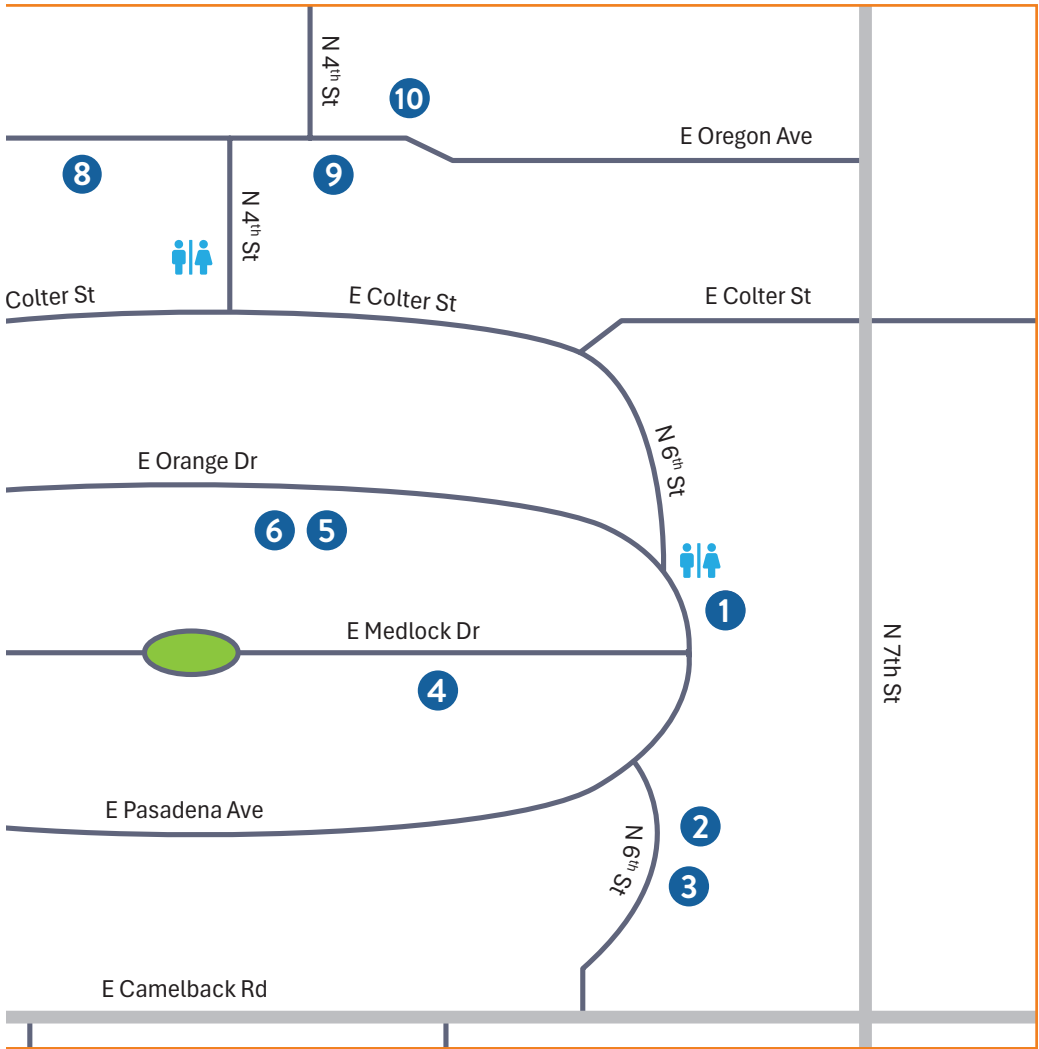 N 4th St
10
E Oregon Ave
8
9
N 4th St
Colter St
E Colter St
E Colter St
N 6th St
E Orange Dr
6
5
1
E Medlock Dr
N 7th St
4
E Pasadena Ave
2
N 6th St
3
E Camelback Rd